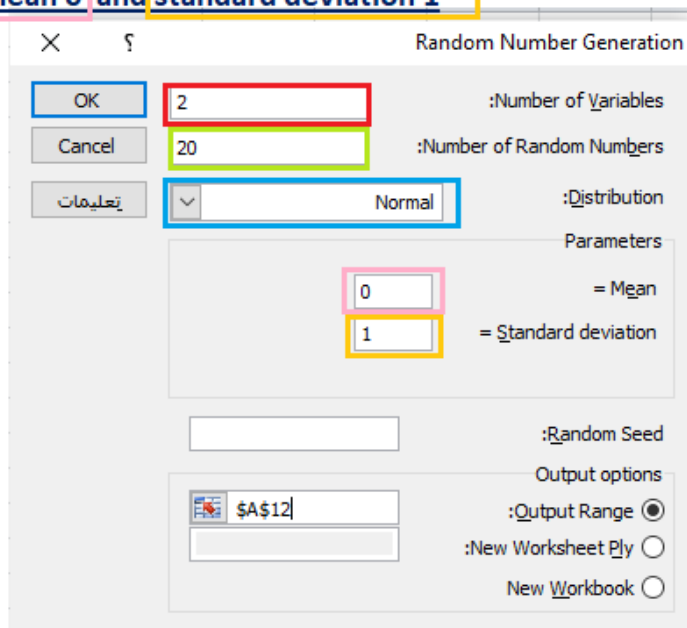 mean 0 and standard deviation 1
Random Number Generation ؟ ×
:Number of Variables 2 OK
:Number of Random Numbers 20 Cancel
:Distribution Normal تعليمات
Parameters
= Mean 0
= Standard deviation 1
:Random Seed
Output options
:Output Range $A$12
:New Worksheet Ply
New Workbook